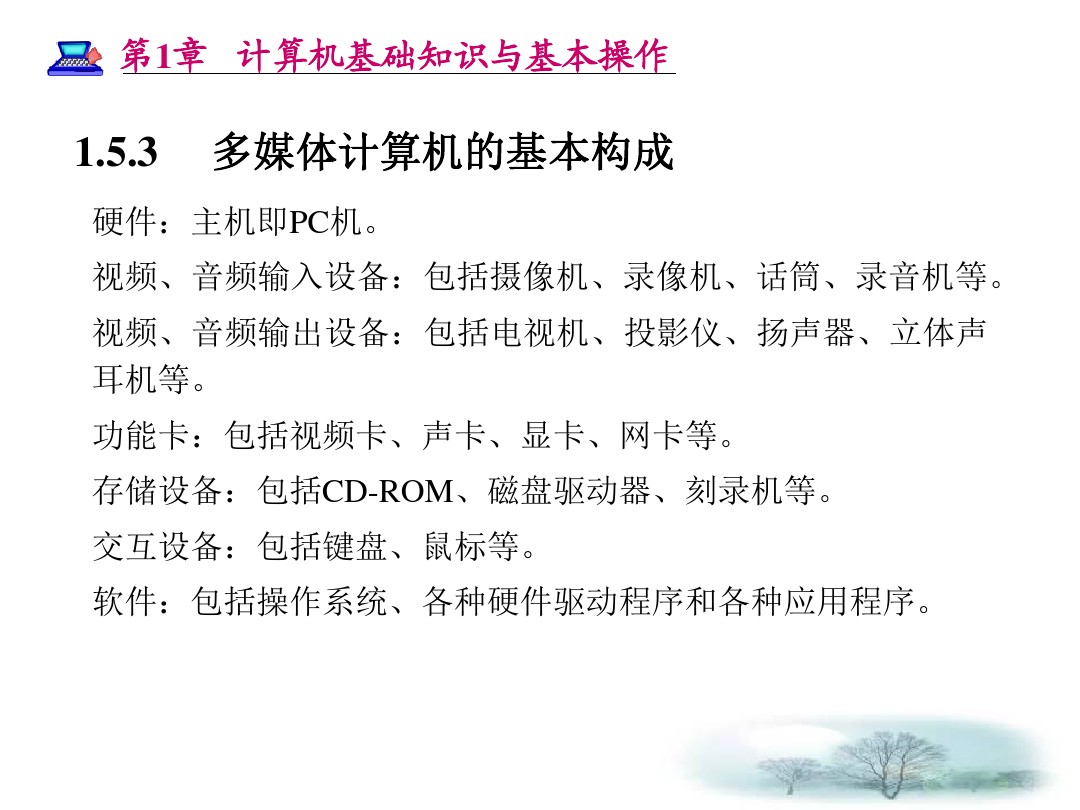 第1章 计算机基础知识与基本操作
1.5.3 多媒体计算机的基本构成
硬件：主机即PC机。
视频、音频输入设备：包括摄像机、录像机、话筒、录音机等。
视频、音频输出设备：包括电视机、投影仪、扬声器、立体声
耳机等。
功能卡：包括视频卡、声卡、显卡、网卡等。
存储设备：包括CD-ROM、磁盘驱动器、刻录机等。
交互设备：包括键盘、鼠标等。
软件：包括操作系统、各种硬件驱动程序和各种应用程序。